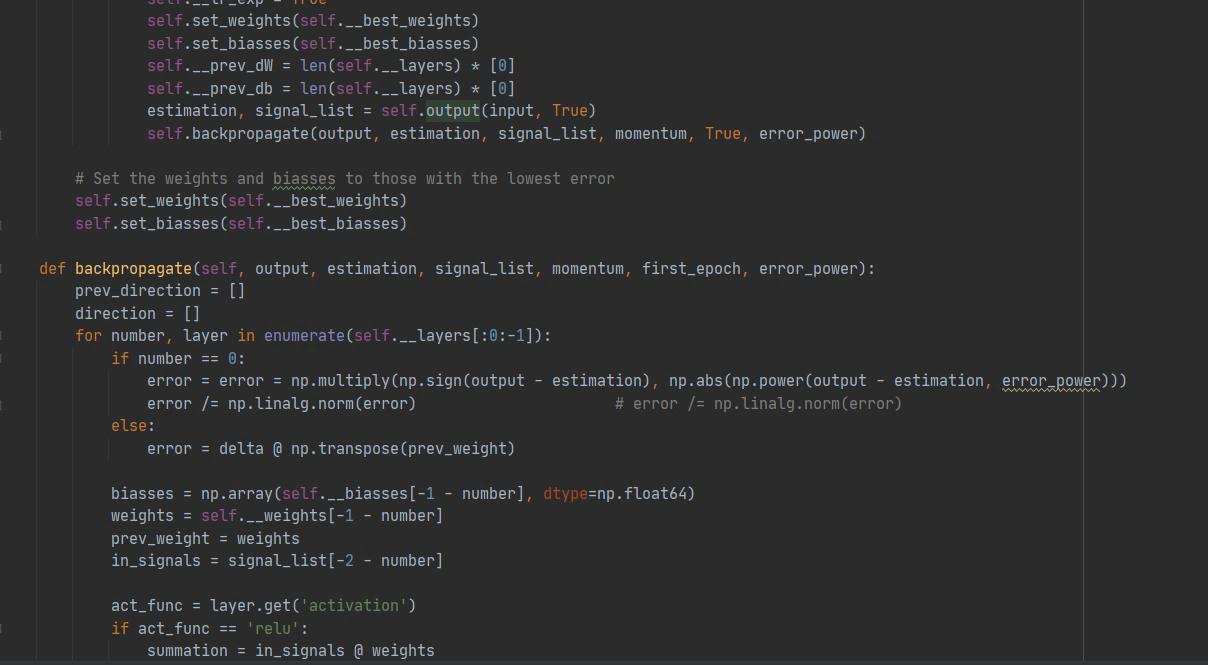 self.__lr_exp = True
self.set_weights(self.__best_weights)
self.set_biasses(self.__best_biasses)
self.__prev_dW = len(self.__layers) * [0]
self.__prev_db = len(self.__layers) * [0]
estimation, signal_list = self.output(input, True)
self.backpropagate(output, estimation, signal_list, momentum, True, error_power)
# Set the weights and biasses to those with the lowest error
self.set_weights(self.__best_weights)
self.set_biasses(self.__best_biasses)
def backpropagate(self, output, estimation, signal_list, momentum, first_epoch, error_power):
prev_direction = []
direction = []
for number, layer in enumerate(self.__layers[:0:-1]):
if number == 0:
error = error = np.multiply(np.sign(output - estimation), np.abs(np.power(output - estimation, error_power)))
error /= np.linalg.norm(error) # error /= np.linalg.norm(error)
else:
error = delta @ np.transpose(prev_weight)
biasses = np.array(self.__biasses[-1 - number], dtype=np.float64)
weights = self.__weights[-1 - number]
prev_weight = weights
in_signals = signal_list[-2 - number]
act_func = layer.get('activation')
if act_func == 'relu':
summation = in_signals @ weights